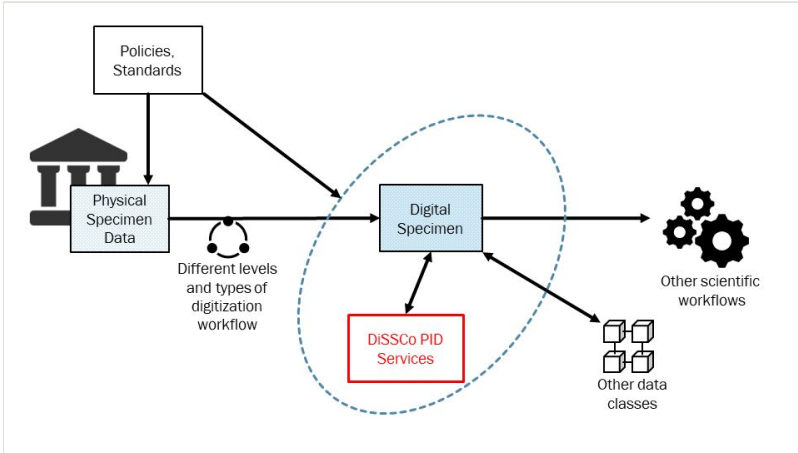 Policies,
Standards
Physical
Specimen
Data
Different levels
and types of
digitization
workflow
Digital
Specimen
DiSSCo PID
Services
Other scientific
workflows
Other data
classes